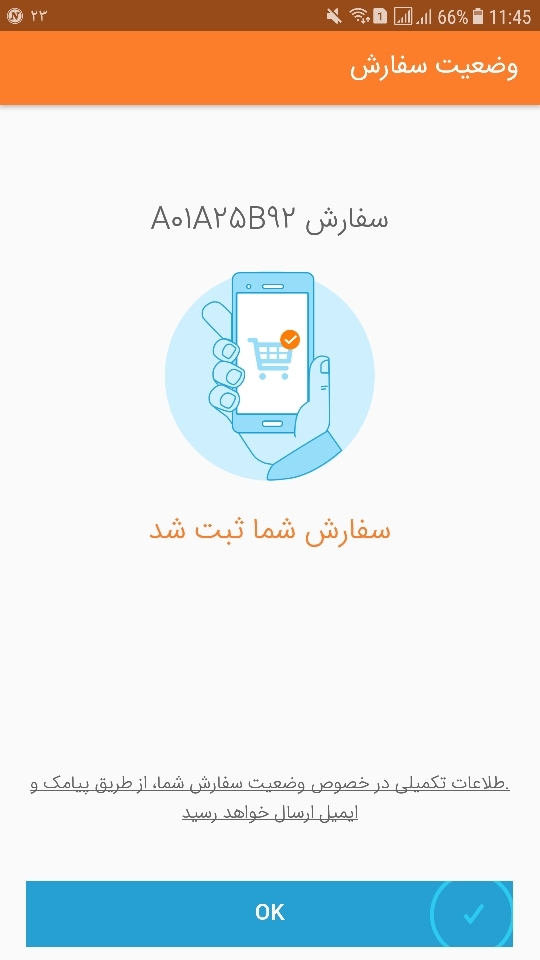 ۲۳ 1 66% 11:45
وضعیت سفارش
سفارش A۰۱A۲۵B۹۲
سفارش شما ثبت شد
.طلاعات تکمیلی در خصوص وضعیت سفارش شما، از طریق پیامک و
ایمیل ارسال خواهد رسید
OK